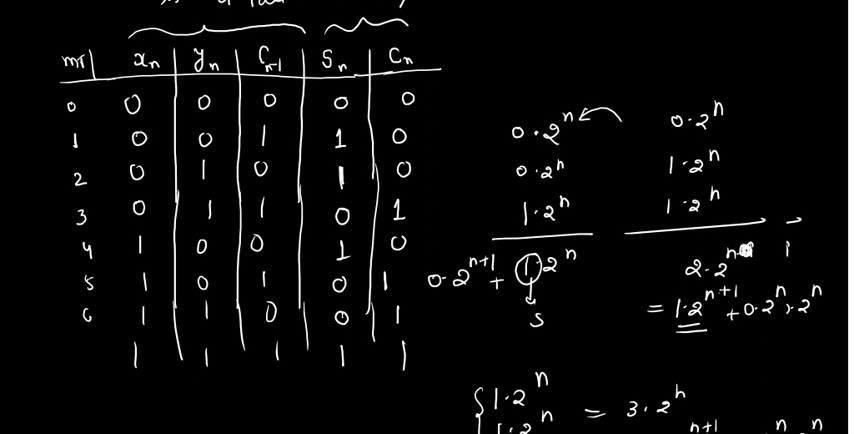 mт xₙ yₙ Cₙ₋₁ Sₙ Cₙ
0 0 0 0 0 0
1 0 0 1 1 0
2 0 1 0 1 0
3 0 1 1 0 1
4 1 0 0 1 0
5 1 0 1 0 1
6 1 1 0 0 1
1 1 1 1 1
0·2ⁿ
0·2ⁿ
1·2ⁿ
0·2ⁿ⁺¹ + 1·2ⁿ
S
0·2ⁿ
1·2ⁿ
1·2ⁿ
2·2ⁿ
= 1·2ⁿ⁺¹ + 0·2ⁿ
1·2ⁿ = 3·2ⁿ
1·2ⁿ
n+1 n n